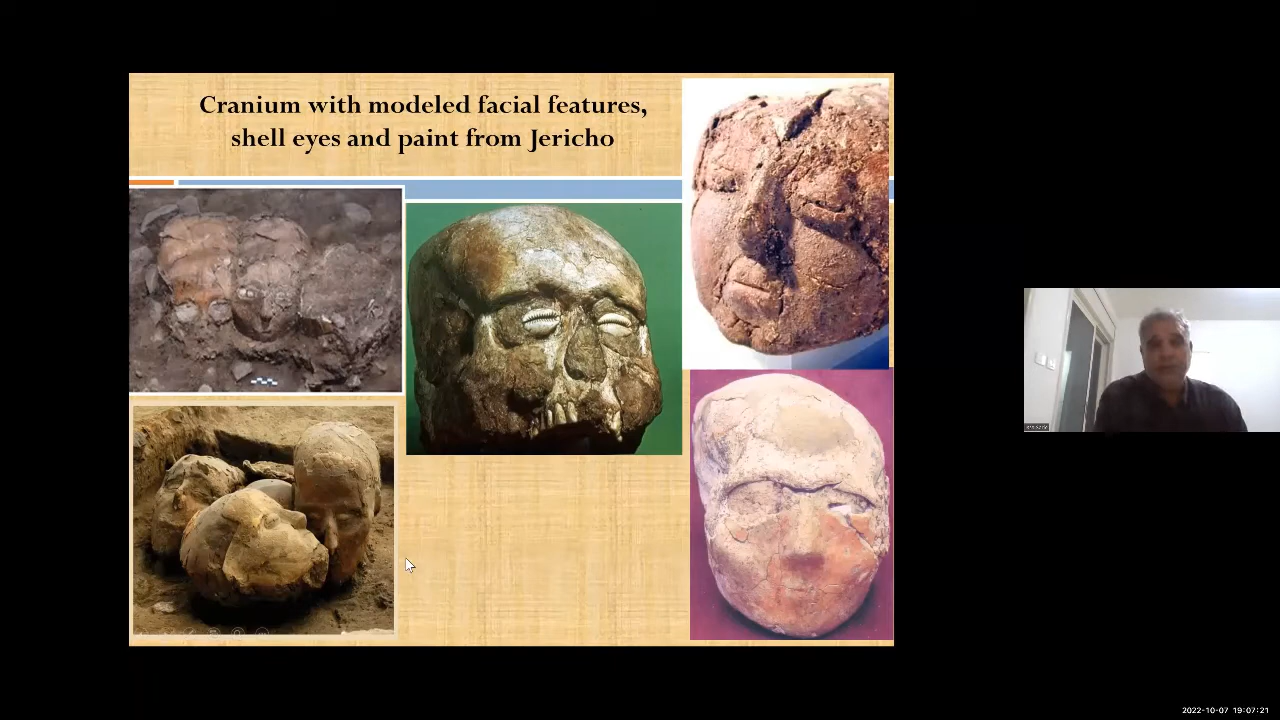 Cranium with modeled facial features,
shell eyes and paint from Jericho
2022-10-07 19:07:21